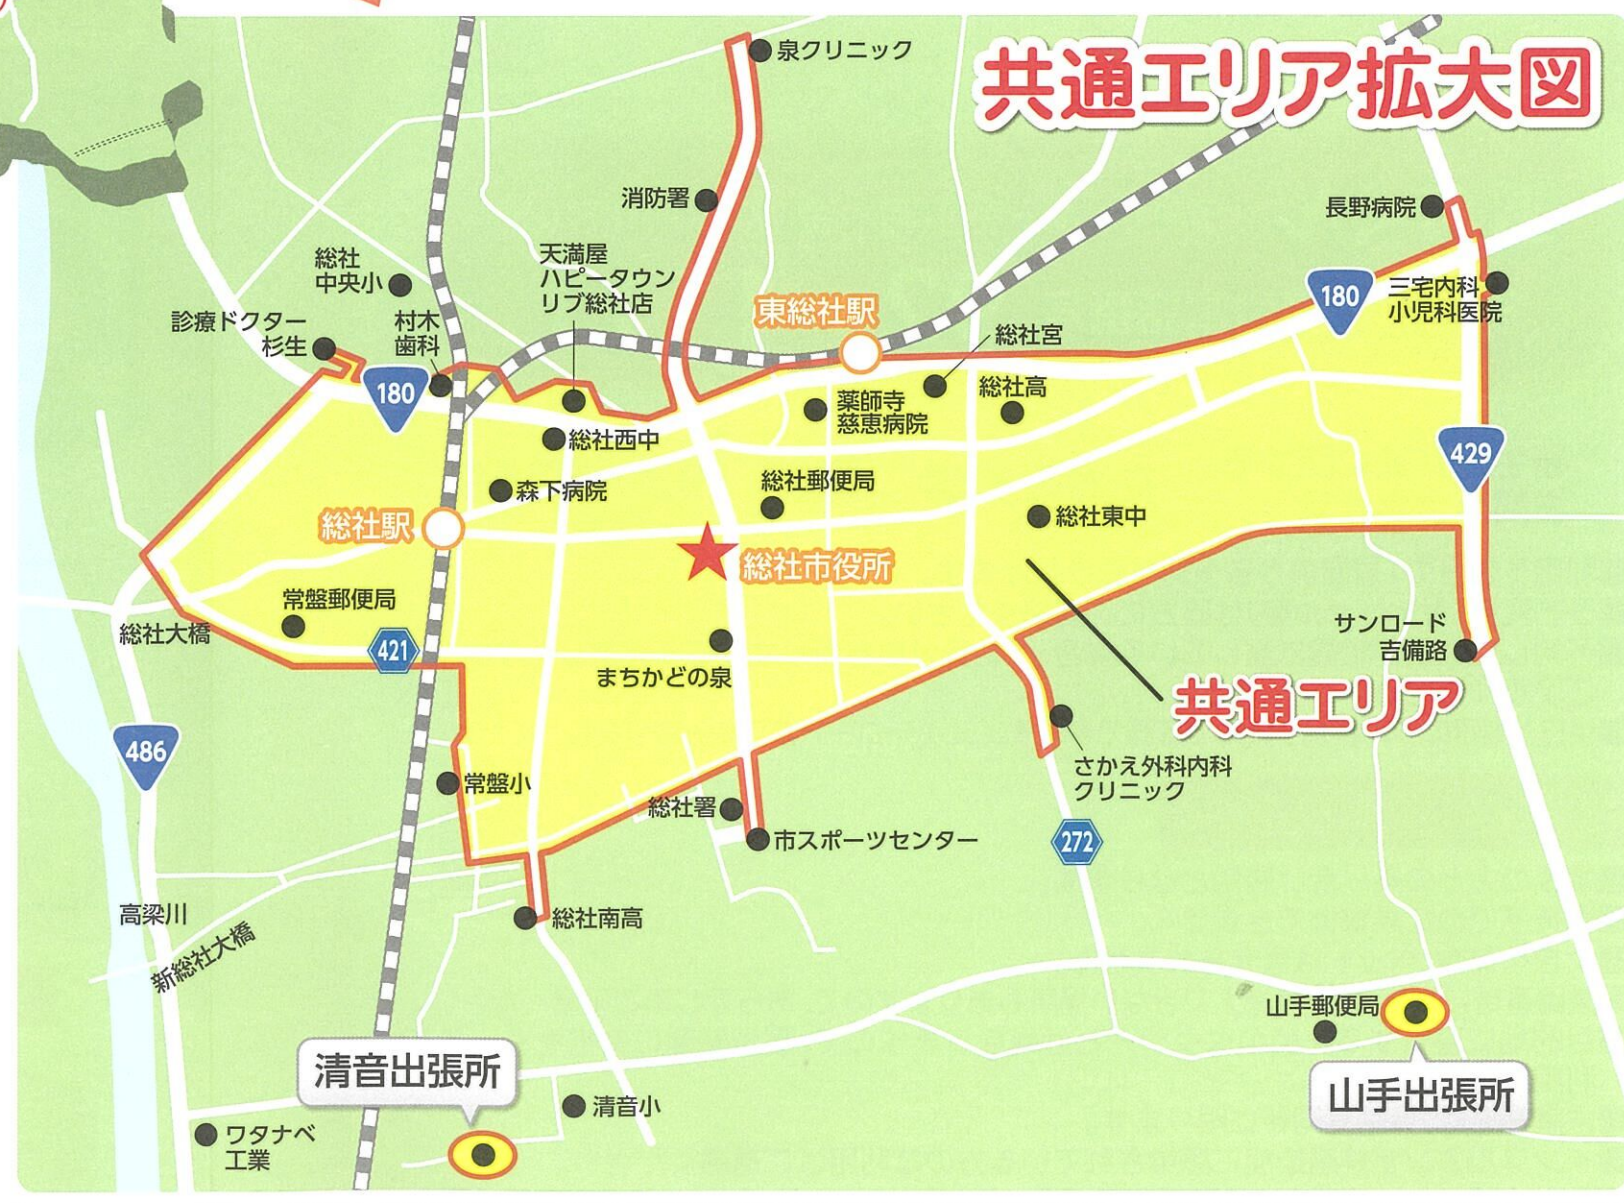 共通エリア拡大図
泉クリニック
消防署
長野病院
総社
中央小
天満屋
ハピータウン
リブ総社店
東総社駅
180
三宅内科
小児科医院
診療ドクター
杉生
村木
歯科
総社宮
180
薬師寺
慈恵病院
総社高
総社西中
429
森下病院
総社郵便局
総社駅
総社東中
総社市役所
常盤郵便局
総社大橋
421
サンロード
吉備路
まちかどの泉
共通エリア
486
常盤小
さかえ外科内科
クリニック
総社署
市スポーツセンター
272
高梁川
総社南高
新総社大橋
山手郵便局
清音出張所
山手出張所
清音小
ワタナベ
工業